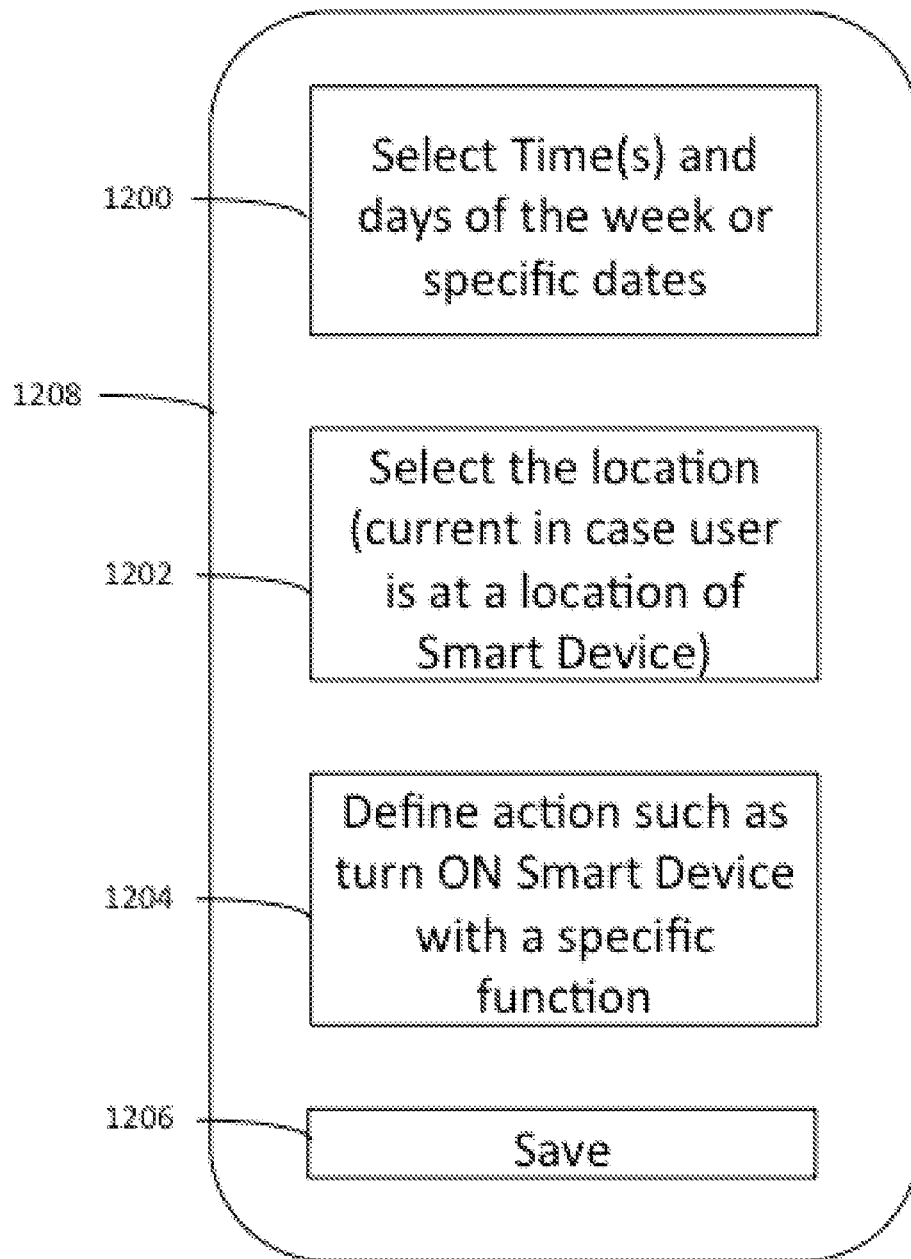 Select Time(s) and
days of the week or
specific dates
1200
1208
Select the location
(current in case user
is at a location of
Smart Device)
1202
Define action such as
turn ON Smart Device
with a specific
function
1204
1206
Save